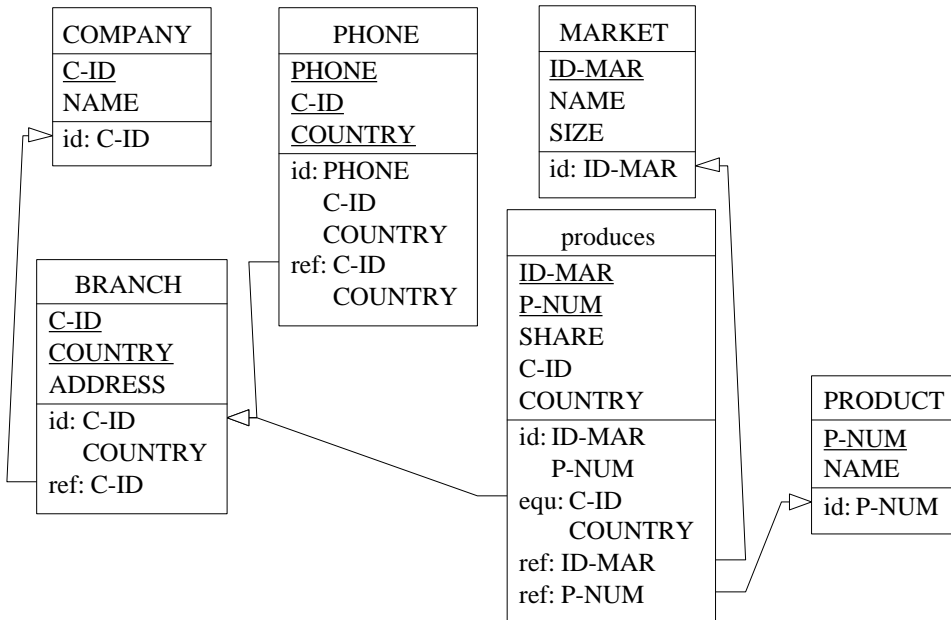 COMPANY
C-ID
NAME
id: C-ID
PHONE
PHONE
C-ID
COUNTRY
id: PHONE
C-ID
COUNTRY
ref: C-ID
COUNTRY
MARKET
ID-MAR
NAME
SIZE
id: ID-MAR
BRANCH
C-ID
COUNTRY
ADDRESS
id: C-ID
COUNTRY
ref: C-ID
produces
ID-MAR
P-NUM
SHARE
C-ID
COUNTRY
id: ID-MAR
P-NUM
equ: C-ID
COUNTRY
ref: ID-MAR
ref: P-NUM
PRODUCT
P-NUM
NAME
id: P-NUM